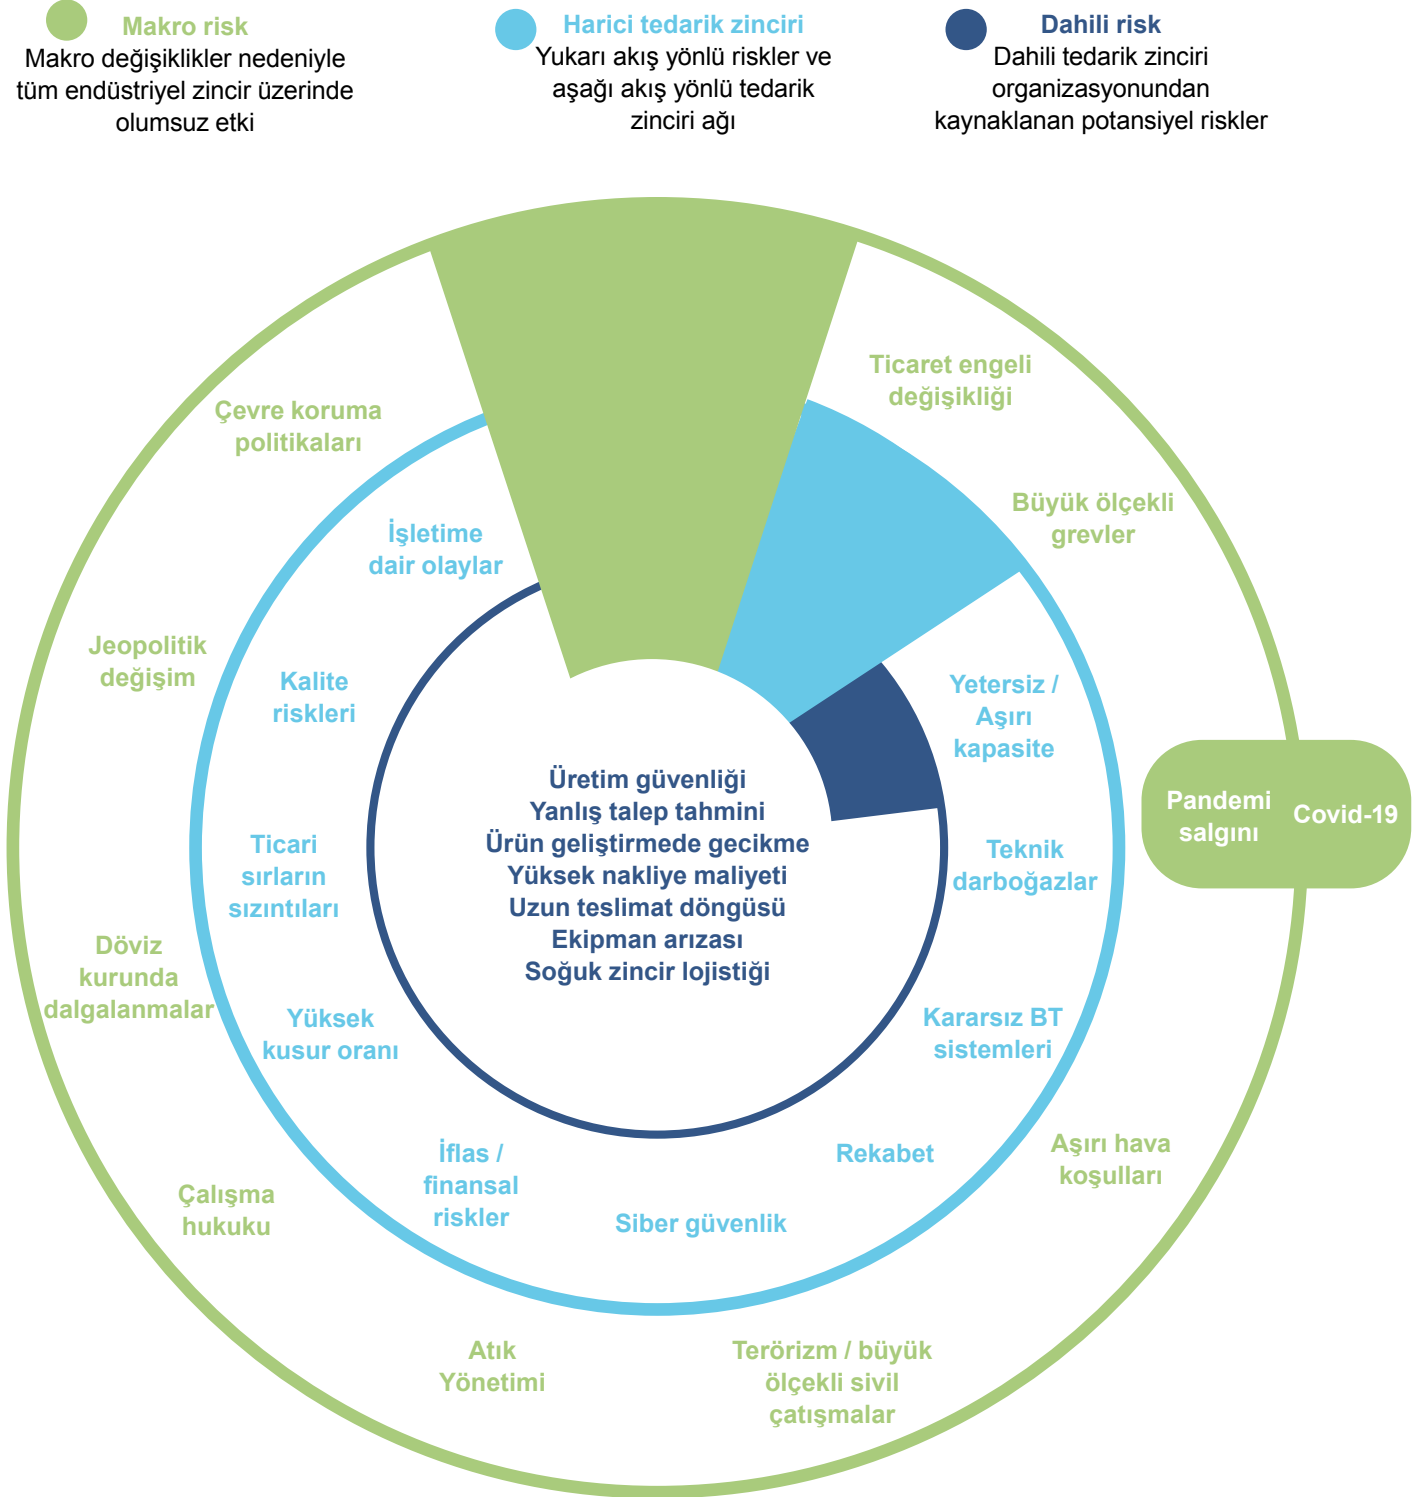 Makro risk
Makro değişiklikler nedeniyle
tüm endüstriyel zincir üzerinde
olumsuz etki
Harici tedarik zinciri
Yukarı akış yönlü riskler ve
aşağı akış yönlü tedarik
zinciri ağı
Dahili risk
Dahili tedarik zinciri
organizasyonundan
kaynaklanan potansiyel riskler
Ticaret engeli
değişikliği
Çevre koruma
politikaları
Büyük ölçekli
grevler
İşletime
dair olaylar
Jeopolitik
değişim
Kalite
riskleri
Yetersiz /
Aşırı
kapasite
Üretim güvenliği
Yanlış talep tahmini
Ürün geliştirmede gecikme
Yüksek nakliye maliyeti
Uzun teslimat döngüsü
Ekipman arızası
Soğuk zincir lojistiği
Pandemi
salgını
Covid-19
Ticari
sırların
sızıntıları
Teknik
darboğazlar
Döviz
kurunda
dalgalanmalar
Yüksek
kusur oranı
Kararsız BT
sistemleri
İflas /
finansal
riskler
Rekabet
Aşırı hava
koşulları
Çalışma
hukuku
Siber güvenlik
Atık
Yönetimi
Terörizm / büyük
ölçekli sivil
çatışmalar